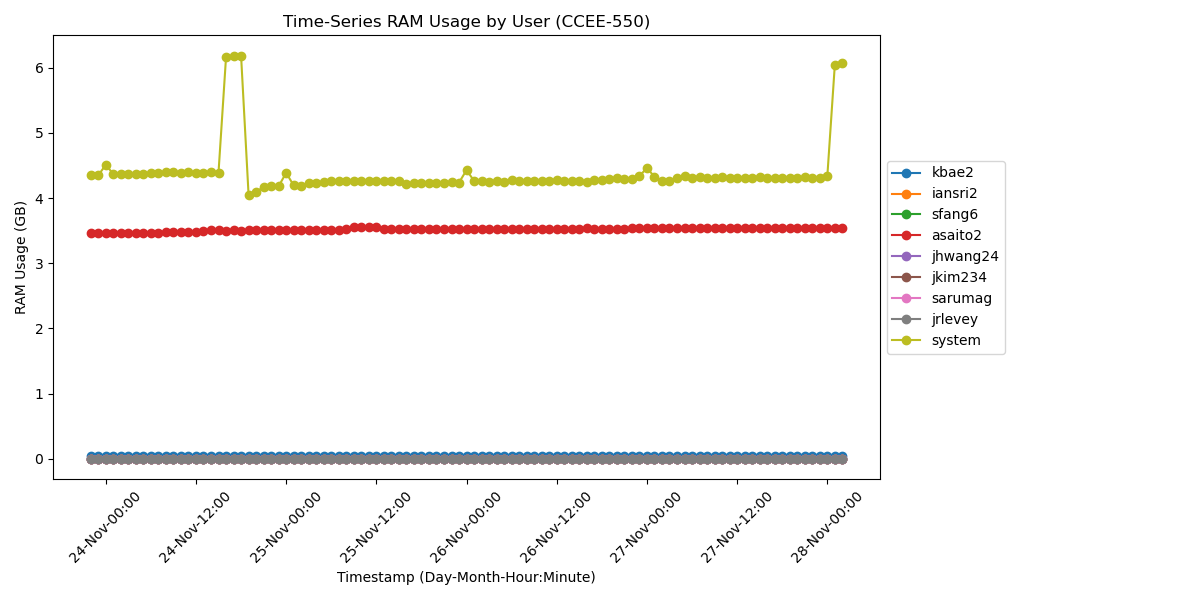 Time-Series RAM Usage by User (CCEE-550)
RAM Usage (GB)
6
5
4
3
2
1
0
24-Nov-00:00
24-Nov-12:00
25-Nov-00:00
25-Nov-12:00
26-Nov-00:00
26-Nov-12:00
27-Nov-00:00
27-Nov-12:00
28-Nov-00:00
Timestamp (Day-Month-Hour:Minute)
kbae2
iansri2
sfang6
asaito2
jhwang24
jkim234
sarumag
jrlevey
system